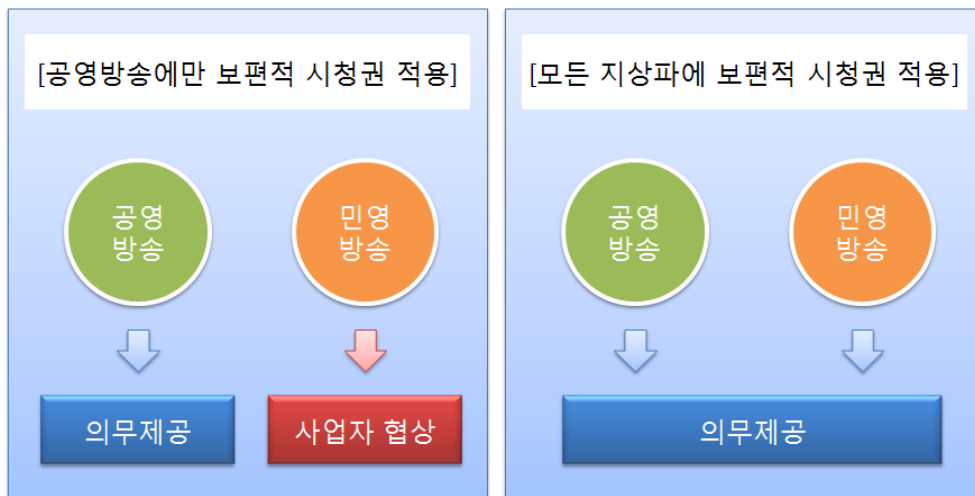 [공영방송에만 보편적 시청권 적용]
공영
방송
민영
방송
의무제공
사업자 협상
[모든 지상파에 보편적 시청권 적용]
공영
방송
민영
방송
의무제공